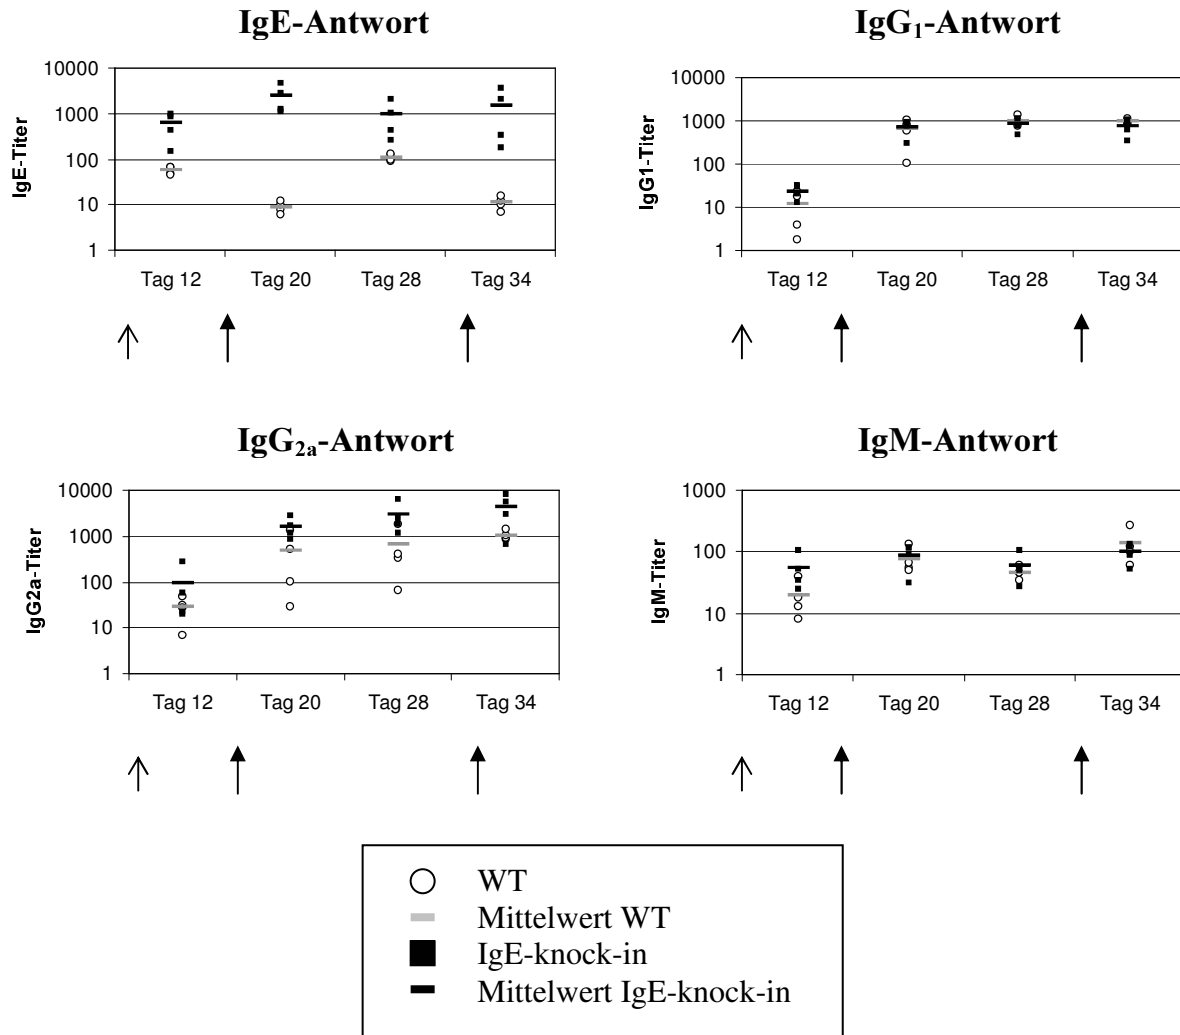 IgE-Antwort
10000
1000
100
10
1
IgE-Titer
Tag 12 Tag 20 Tag 28 Tag 34
IgG1-Antwort
10000
1000
100
10
1
IgG1-Titer
Tag 12 Tag 20 Tag 28 Tag 34
IgG2a-Antwort
10000
1000
100
10
1
IgG2a-Titer
Tag 12 Tag 20 Tag 28 Tag 34
IgM-Antwort
1000
100
10
1
IgM-Titer
Tag 12 Tag 20 Tag 28 Tag 34
WT
Mittelwert WT
IgE-knock-in
Mittelwert IgE-knock-in